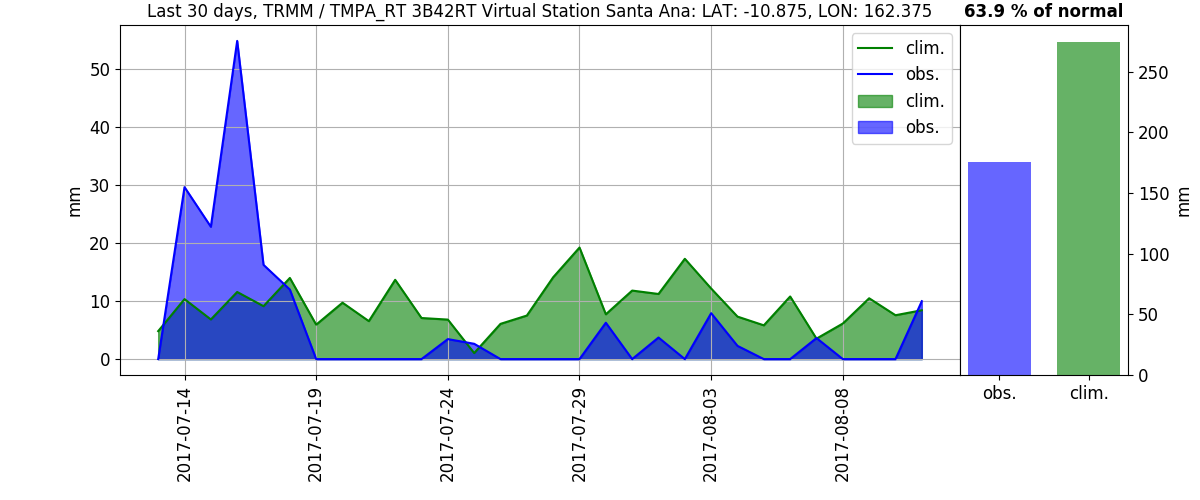 Last 30 days, TRMM / TMPA_RT 3B42RT Virtual Station Santa Ana: LAT: -10.875, LON: 162.375
63.9 % of normal
clim.
obs.
clim.
obs.
50
40
30
20
10
0
mm
2017-07-14
2017-07-19
2017-07-24
2017-07-29
2017-08-03
2017-08-08
250
200
150
100
50
0
mm
obs.
clim.